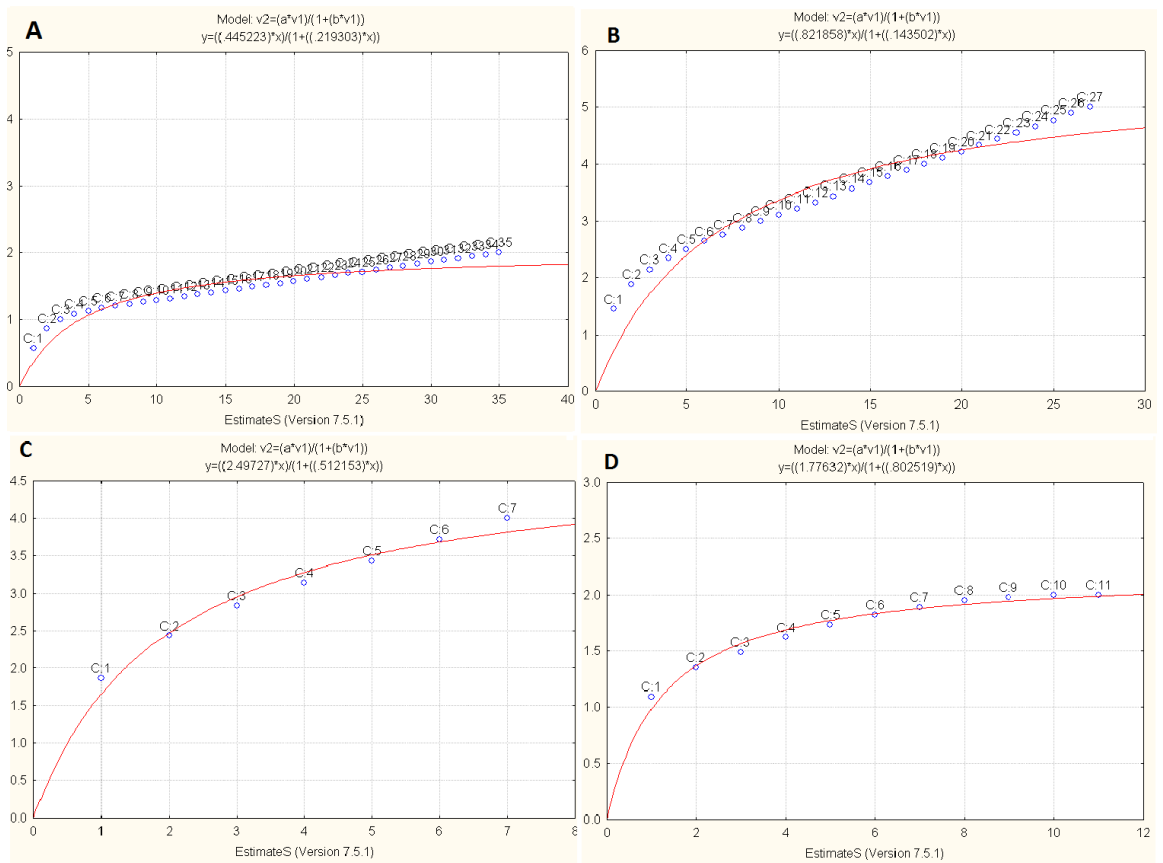 A
Model: v2=(a*v1)/(1+(b*v1))
y=((.445223)*x)/(1+((.219303)*x))
5
4
3
2
1
0
C:1
C:2
C:3
C:4
C:5
C:6
C:7
C:35
0 5 10 15 20 25 30 35 40
EstimateS (Version 7.5.1)
B
Model: v2=(a*v1)/(1+(b*v1))
y=((.821858)*x)/(1+((.143502)*x))
6
5
4
3
2
1
0
C:1
C:2
C:3
C:4
C:5
C:6
C:7
C:8
C:9
C:10
C:11
C:12
C:13
C:14
C:15
C:16
C:17
C:18
C:19
C:20
C:21
C:22
C:23
C:24
C:25
C:26
C:27
0 5 10 15 20 25 30
EstimateS (Version 7.5.1)
C
Model: v2=(a*v1)/(1+(b*v1))
y=((2.49727)*x)/(1+((.512153)*x))
4.5
4.0
3.5
3.0
2.5
2.0
1.5
1.0
0.5
0.0
C:1
C:2
C:3
C:4
C:5
C:6
C:7
0 1 2 3 4 5 6 7 8
EstimateS (Version 7.5.1)
D
Model: v2=(a*v1)/(1+(b*v1))
y=((1.77632)*x)/(1+((.802519)*x))
3.0
2.5
2.0
1.5
1.0
0.5
0.0
C:1
C:2
C:3
C:4
C:5
C:6
C:7
C:8
C:9
C:10
C:11
0 2 4 6 8 10 12
EstimateS (Version 7.5.1)